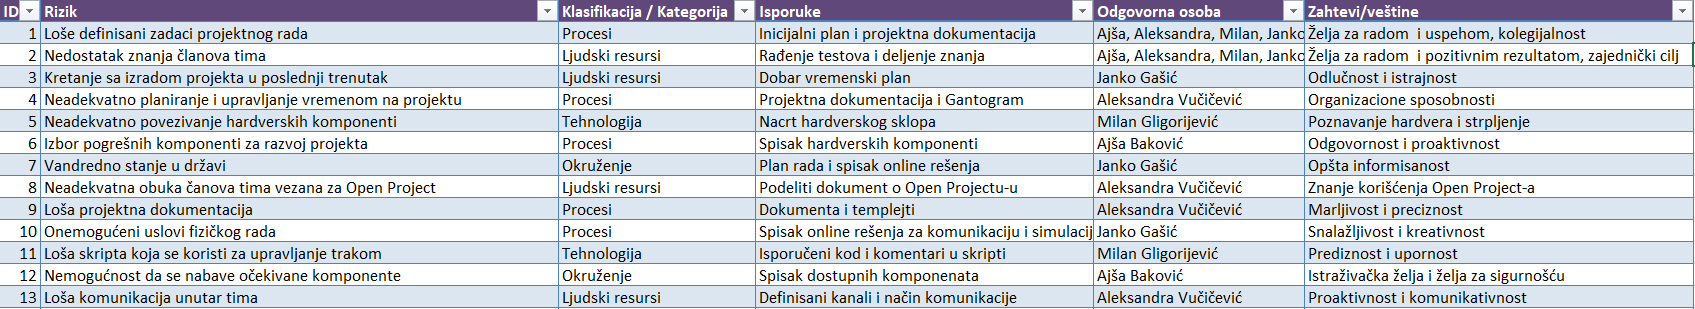 ID Rizik Klasifikacija / Kategorija Isporuke Odgovorna osoba Zahtevi/veštine
1 Loše definisani zadaci projektnog rada Procesi Inicijalni plan i projektna dokumentacija Ajša, Aleksandra, Milan, Janko Želja za radom  i uspehom, kolegijalnost
2 Nedostatak znanja članova tima Ljudski resursi Rađenje testova i deljenje znanja Ajša, Aleksandra, Milan, Janko Želja za radom  i pozitivnim rezultatom, zajednički cilj
3 Kretanje sa izradom projekta u poslednji trenutak Ljudski resursi Dobar vremenski plan Janko Gašić Odlučnost i istrajnost
4 Neadekvatno planiranje i upravljanje vremenom na projektu Procesi Projektna dokumentacija i Gantogram Aleksandra Vučičević Organizacione sposobnosti
5 Neadekvatno povezivanje hardverskih komponenti Tehnologija Nacrt hardverskog sklopa Milan Gligorijević Poznavanje hardvera i strpljenje
6 Izbor pogrešnih komponenti za razvoj projekta Procesi Spisak hardverskih komponenti Ajša Baković Odgovornost i proaktivnost
7 Vandredno stanje u državi Okruženje Plan rada i spisak online rešenja Janko Gašić Opšta informisanost
8 Neadekvatna obuka čanova tima vezana za Open Project Ljudski resursi Podeliti dokument o Open Projectu-u Aleksandra Vučičević Znanje korišćenja Open Project-a
9 Loša projektna dokumentacija Procesi Dokumenta i templejti Aleksandra Vučičević Marljivost i preciznost
10 Onemogućeni uslovi fizičkog rada Procesi Spisak online rešenja za komunikaciju i simulacij Janko Gašić Snalažljivost i kreativnost
11 Loša skripta koja se koristi za upravljanje trakom Tehnologija Isporučeni kod i komentari u skripti Milan Gligorijević Prediznost i upornost
12 Nemogućnost da se nabave očekivane komponente Okruženje Spisak dostupnih komponenata Ajša Baković Istraživačka želja i želja za sigurnošću
13 Loša komunikacija unutar tima Ljudski resursi Definisani kanali i način komunikacije Aleksandra Vučičević Proaktivnost i komunikativnost